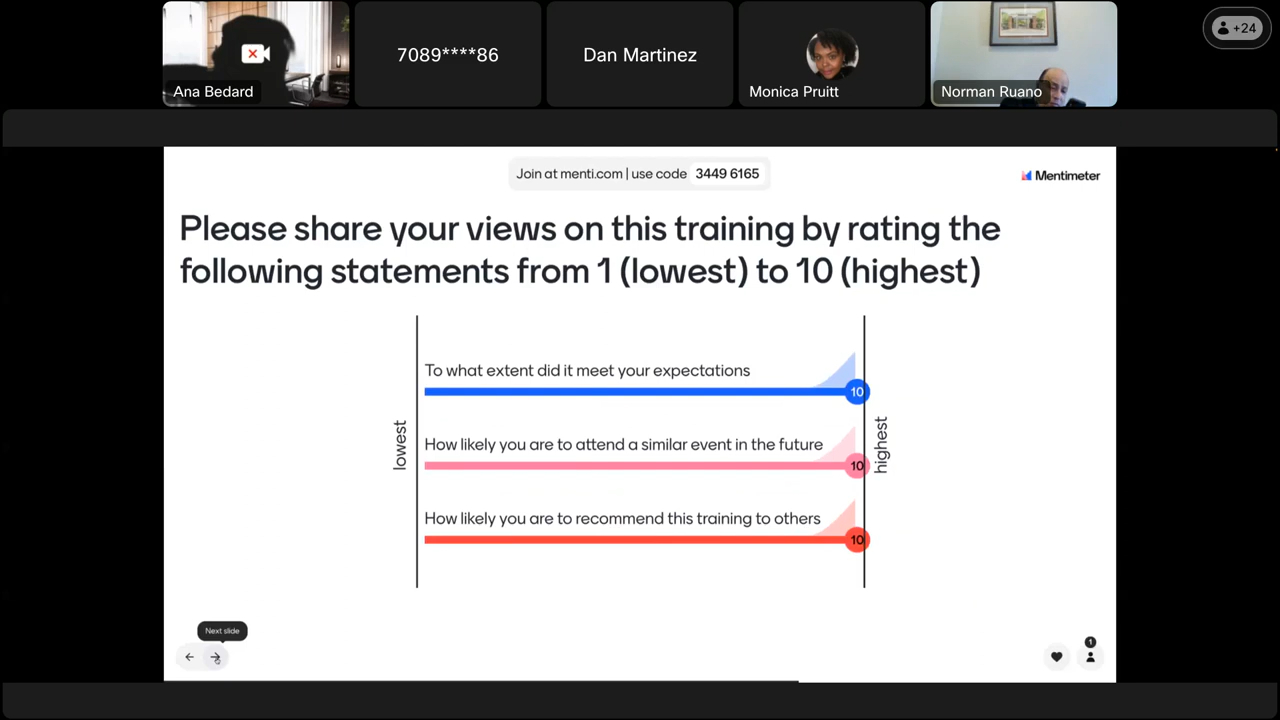 Ana Bedard
7089****86
Dan Martinez
Monica Pruitt
Norman Ruano
+24
Join at menti.com | use code 3449 6165
Mentimeter
Please share your views on this training by rating the
following statements from 1 (lowest) to 10 (highest)
lowest
To what extent did it meet your expectations
10
How likely you are to attend a similar event in the future
10
How likely you are to recommend this training to others
10
highest
Next slide
1